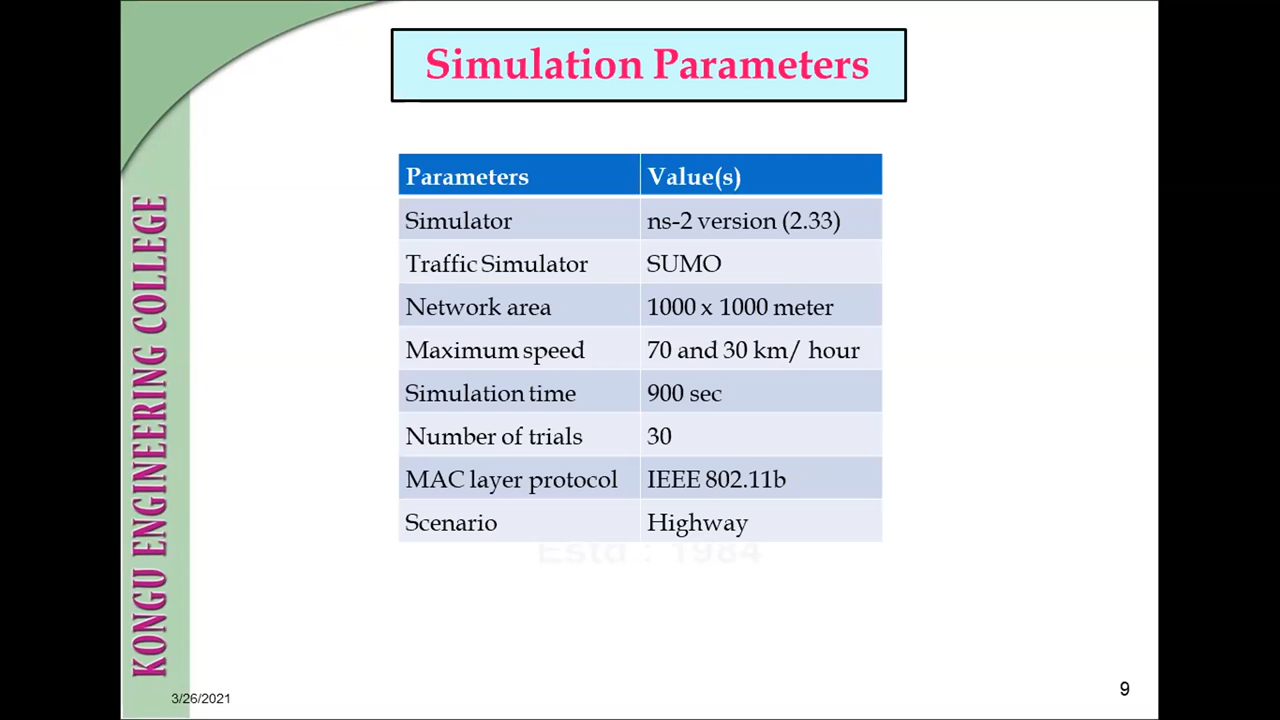 Simulation Parameters
Parameters Value(s)
Simulator ns-2 version (2.33)
Traffic Simulator SUMO
Network area 1000 x 1000 meter
Maximum speed 70 and 30 km/ hour
Simulation time 900 sec
Number of trials 30
MAC layer protocol IEEE 802.11b
Scenario Highway
Estd : 1984
KONGU ENGINEERING COLLEGE
3/26/2021
9